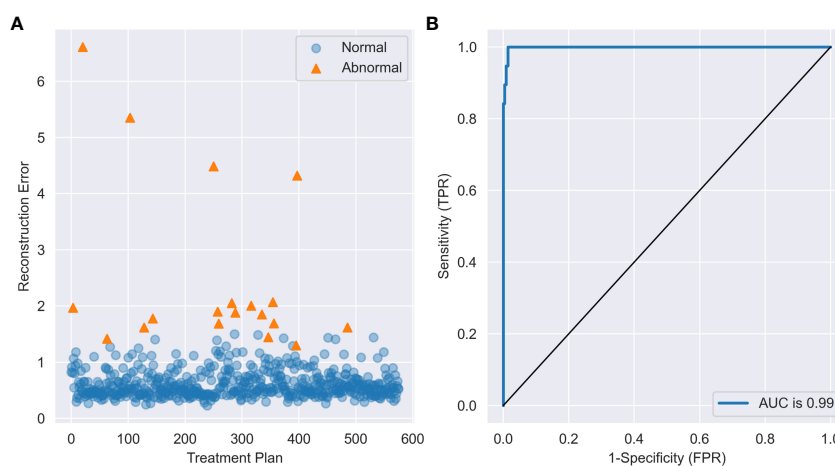 A
Normal
Abnormal
6
5
4
3
2
1
0
Reconstruction Error
0 100 200 300 400 500 600
Treatment Plan
B
1.0
0.8
0.6
0.4
0.2
0.0
Sensitivity (TPR)
AUC is 0.99
0.0 0.2 0.4 0.6 0.8 1.0
1-Specificity (FPR)